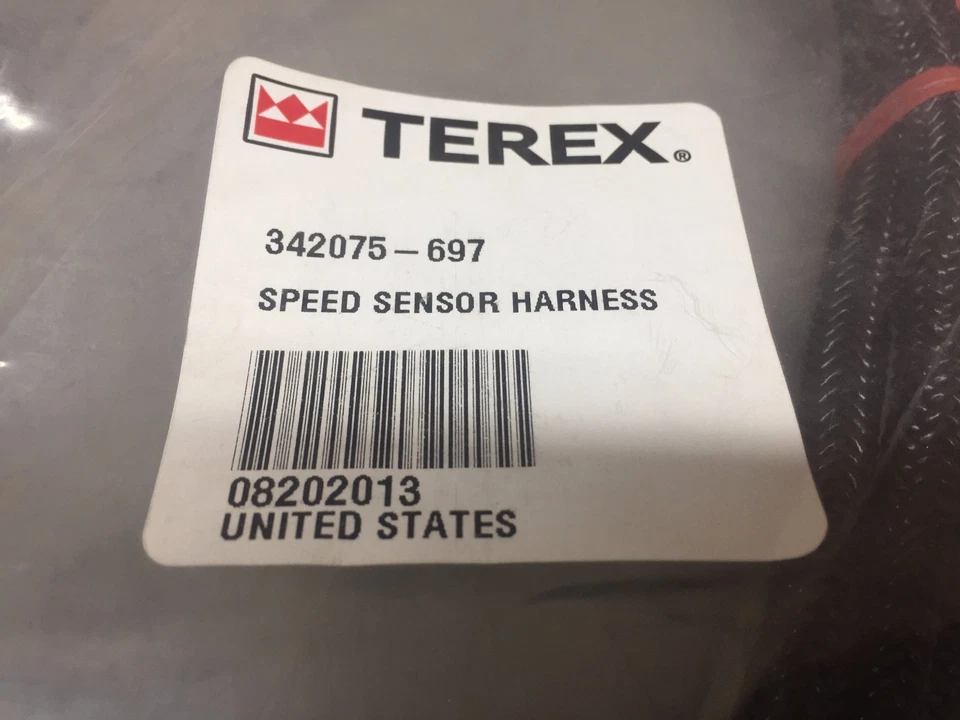 TEREX®
342075-697
SPEED SENSOR HARNESS
08202013
UNITED STATES